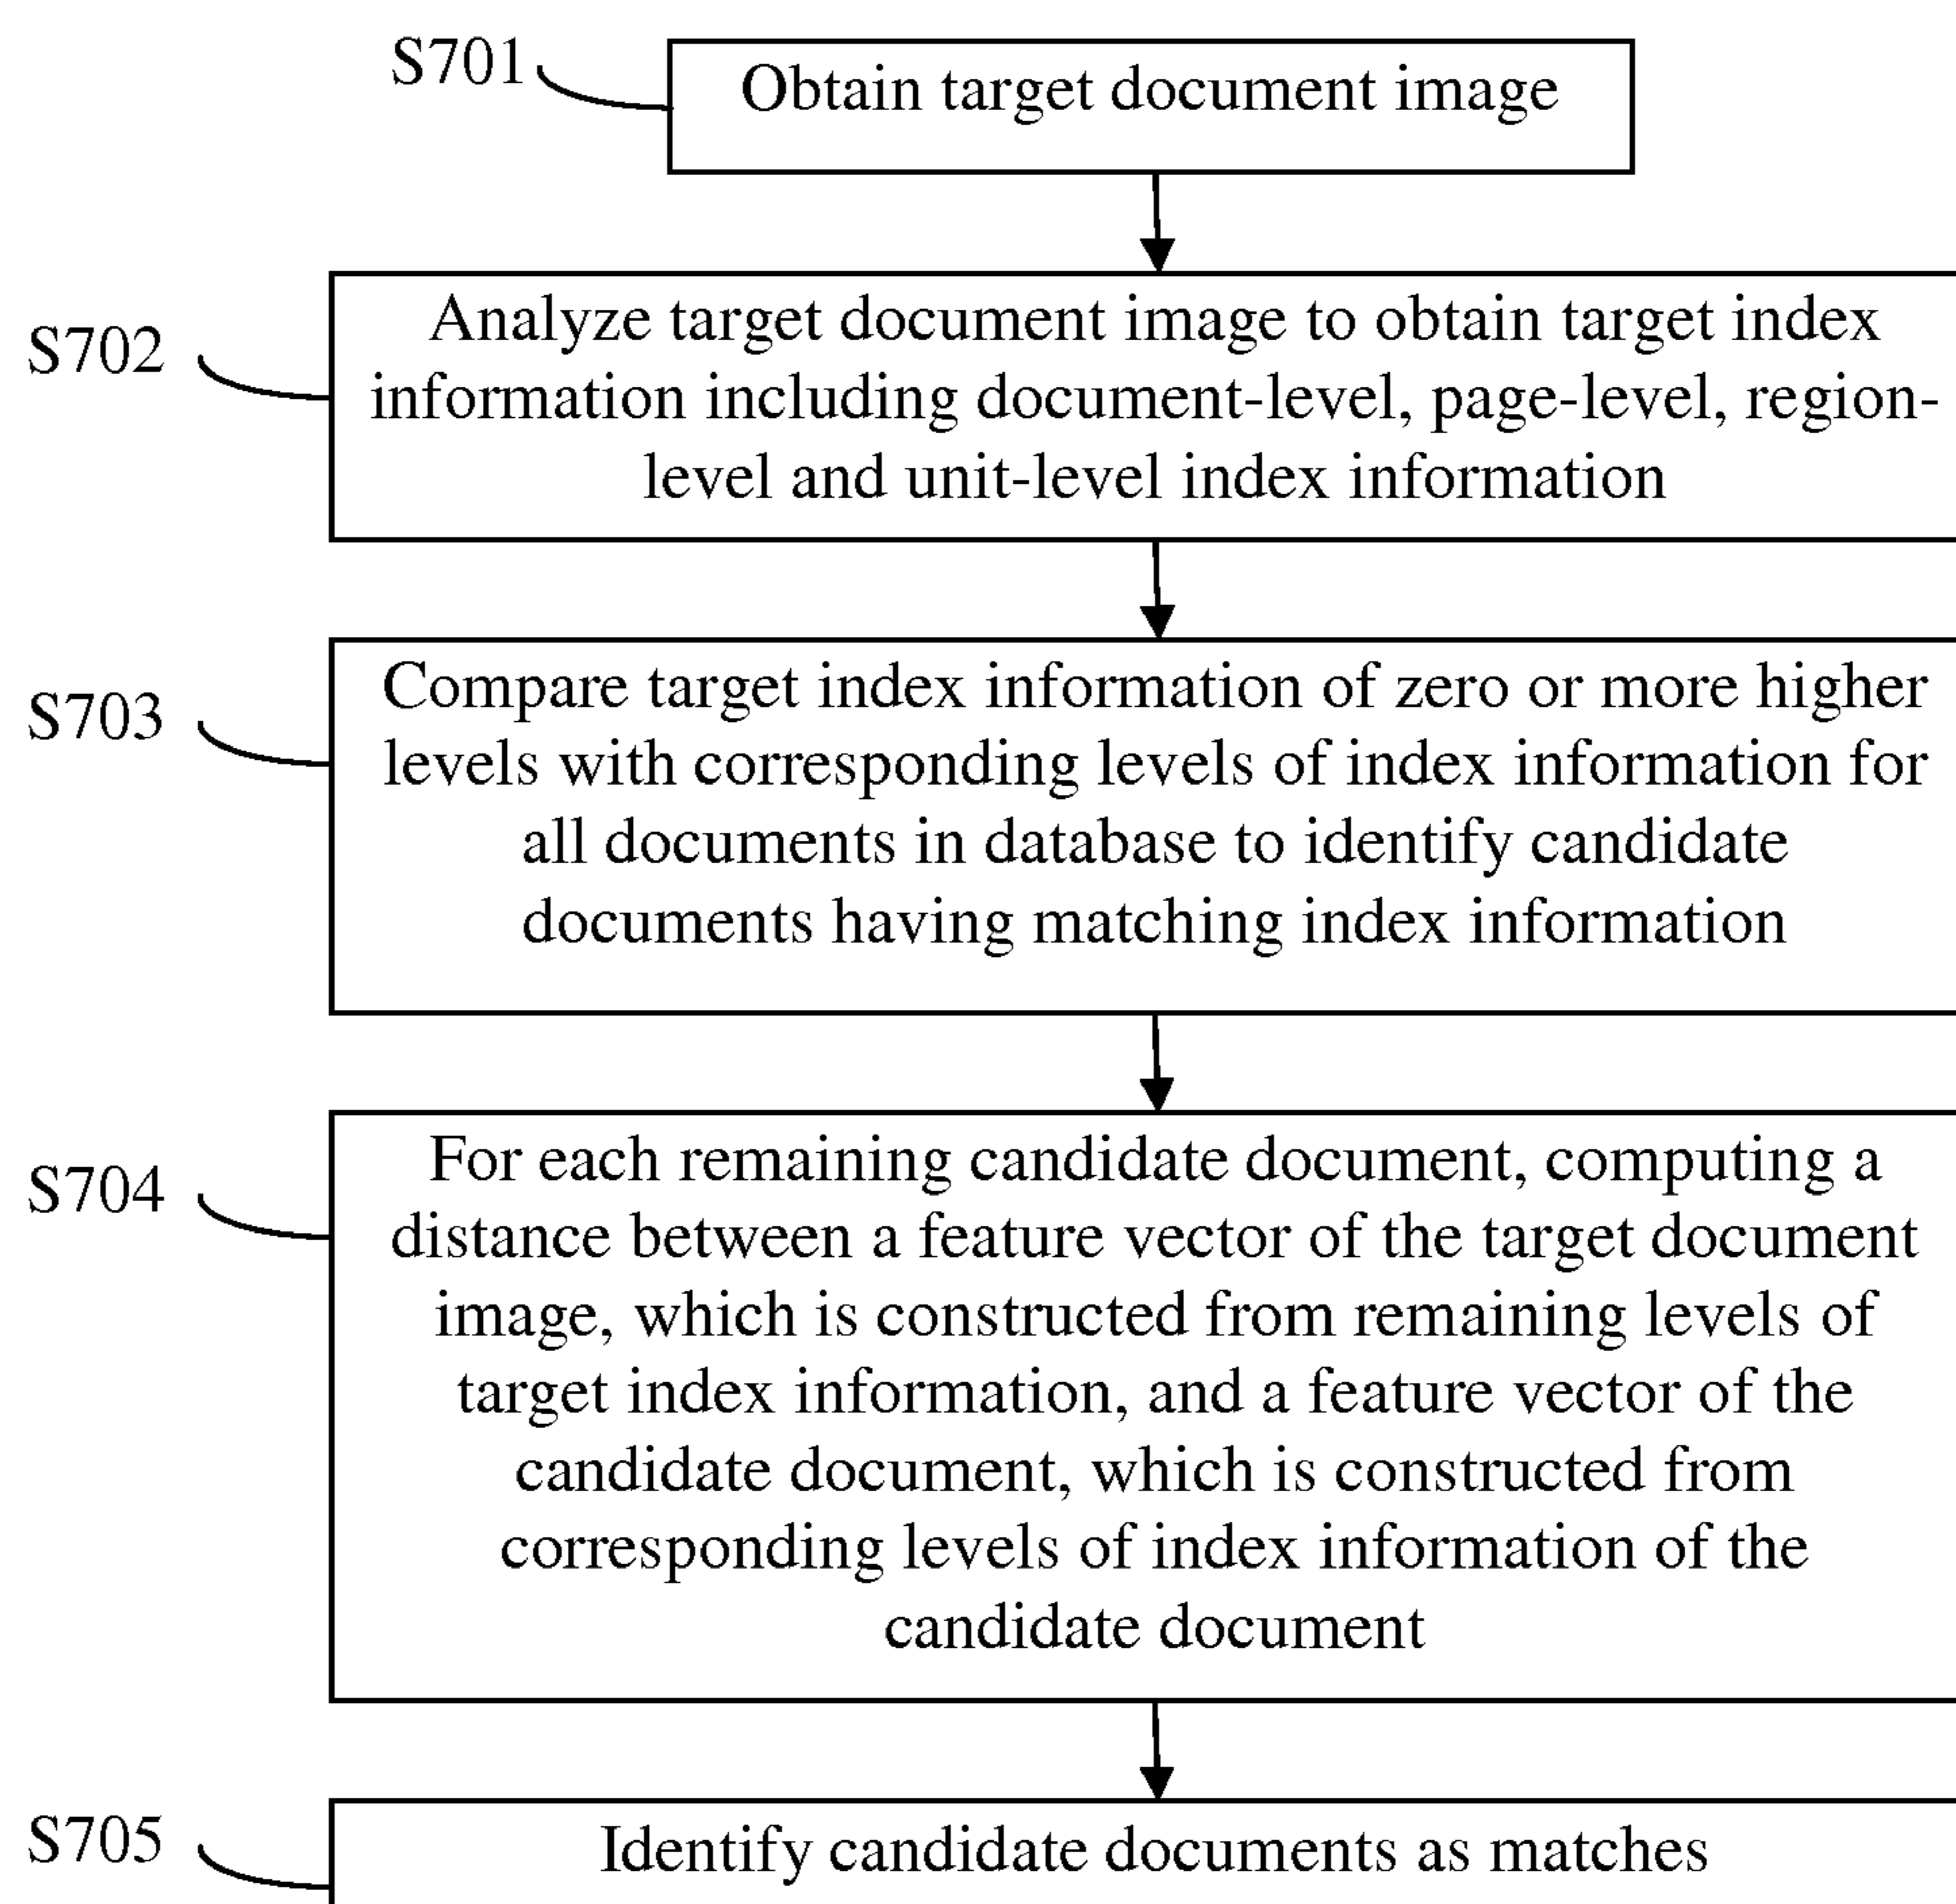 S701
Obtain target document image
S702
Analyze target document image to obtain target index
information including document-level, page-level, region-
level and unit-level index information
S703
Compare target index information of zero or more higher
levels with corresponding levels of index information for
all documents in database to identify candidate
documents having matching index information
S704
For each remaining candidate document, computing a
distance between a feature vector of the target document
image, which is constructed from remaining levels of
target index information, and a feature vector of the
candidate document, which is constructed from
corresponding levels of index information of the
candidate document
S705
Identify candidate documents as matches